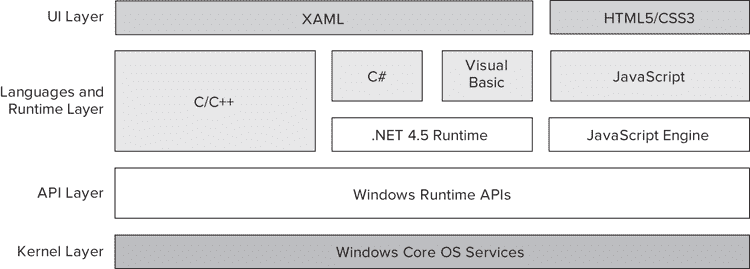 UI Layer
XAML
HTML5/CSS3
Languages and
Runtime Layer
C/C++
C#
Visual
Basic
JavaScript
.NET 4.5 Runtime
JavaScript Engine
API Layer
Windows Runtime APIs
Kernel Layer
Windows Core OS Services